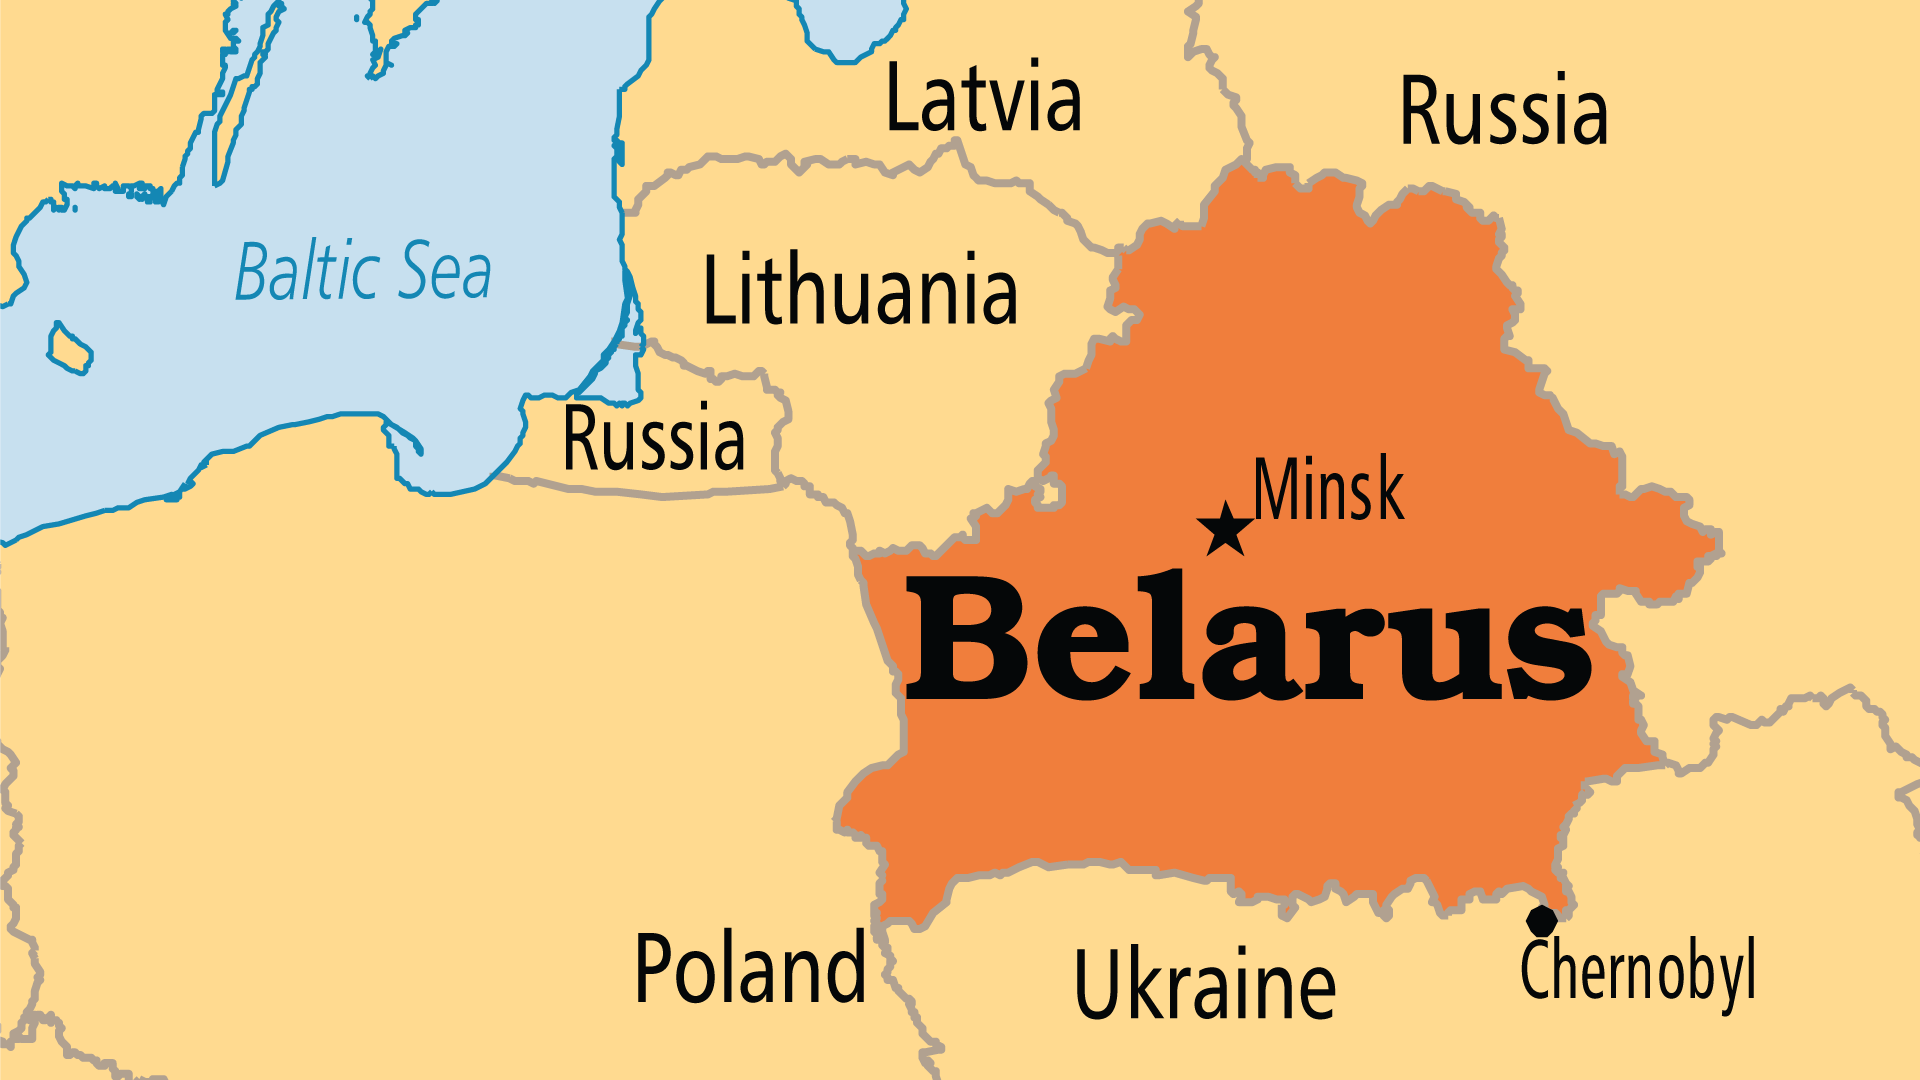 Latvia
Russia
Baltic Sea
Lithuania
Russia
Minsk
Belarus
Poland
Ukraine
Chernobyl